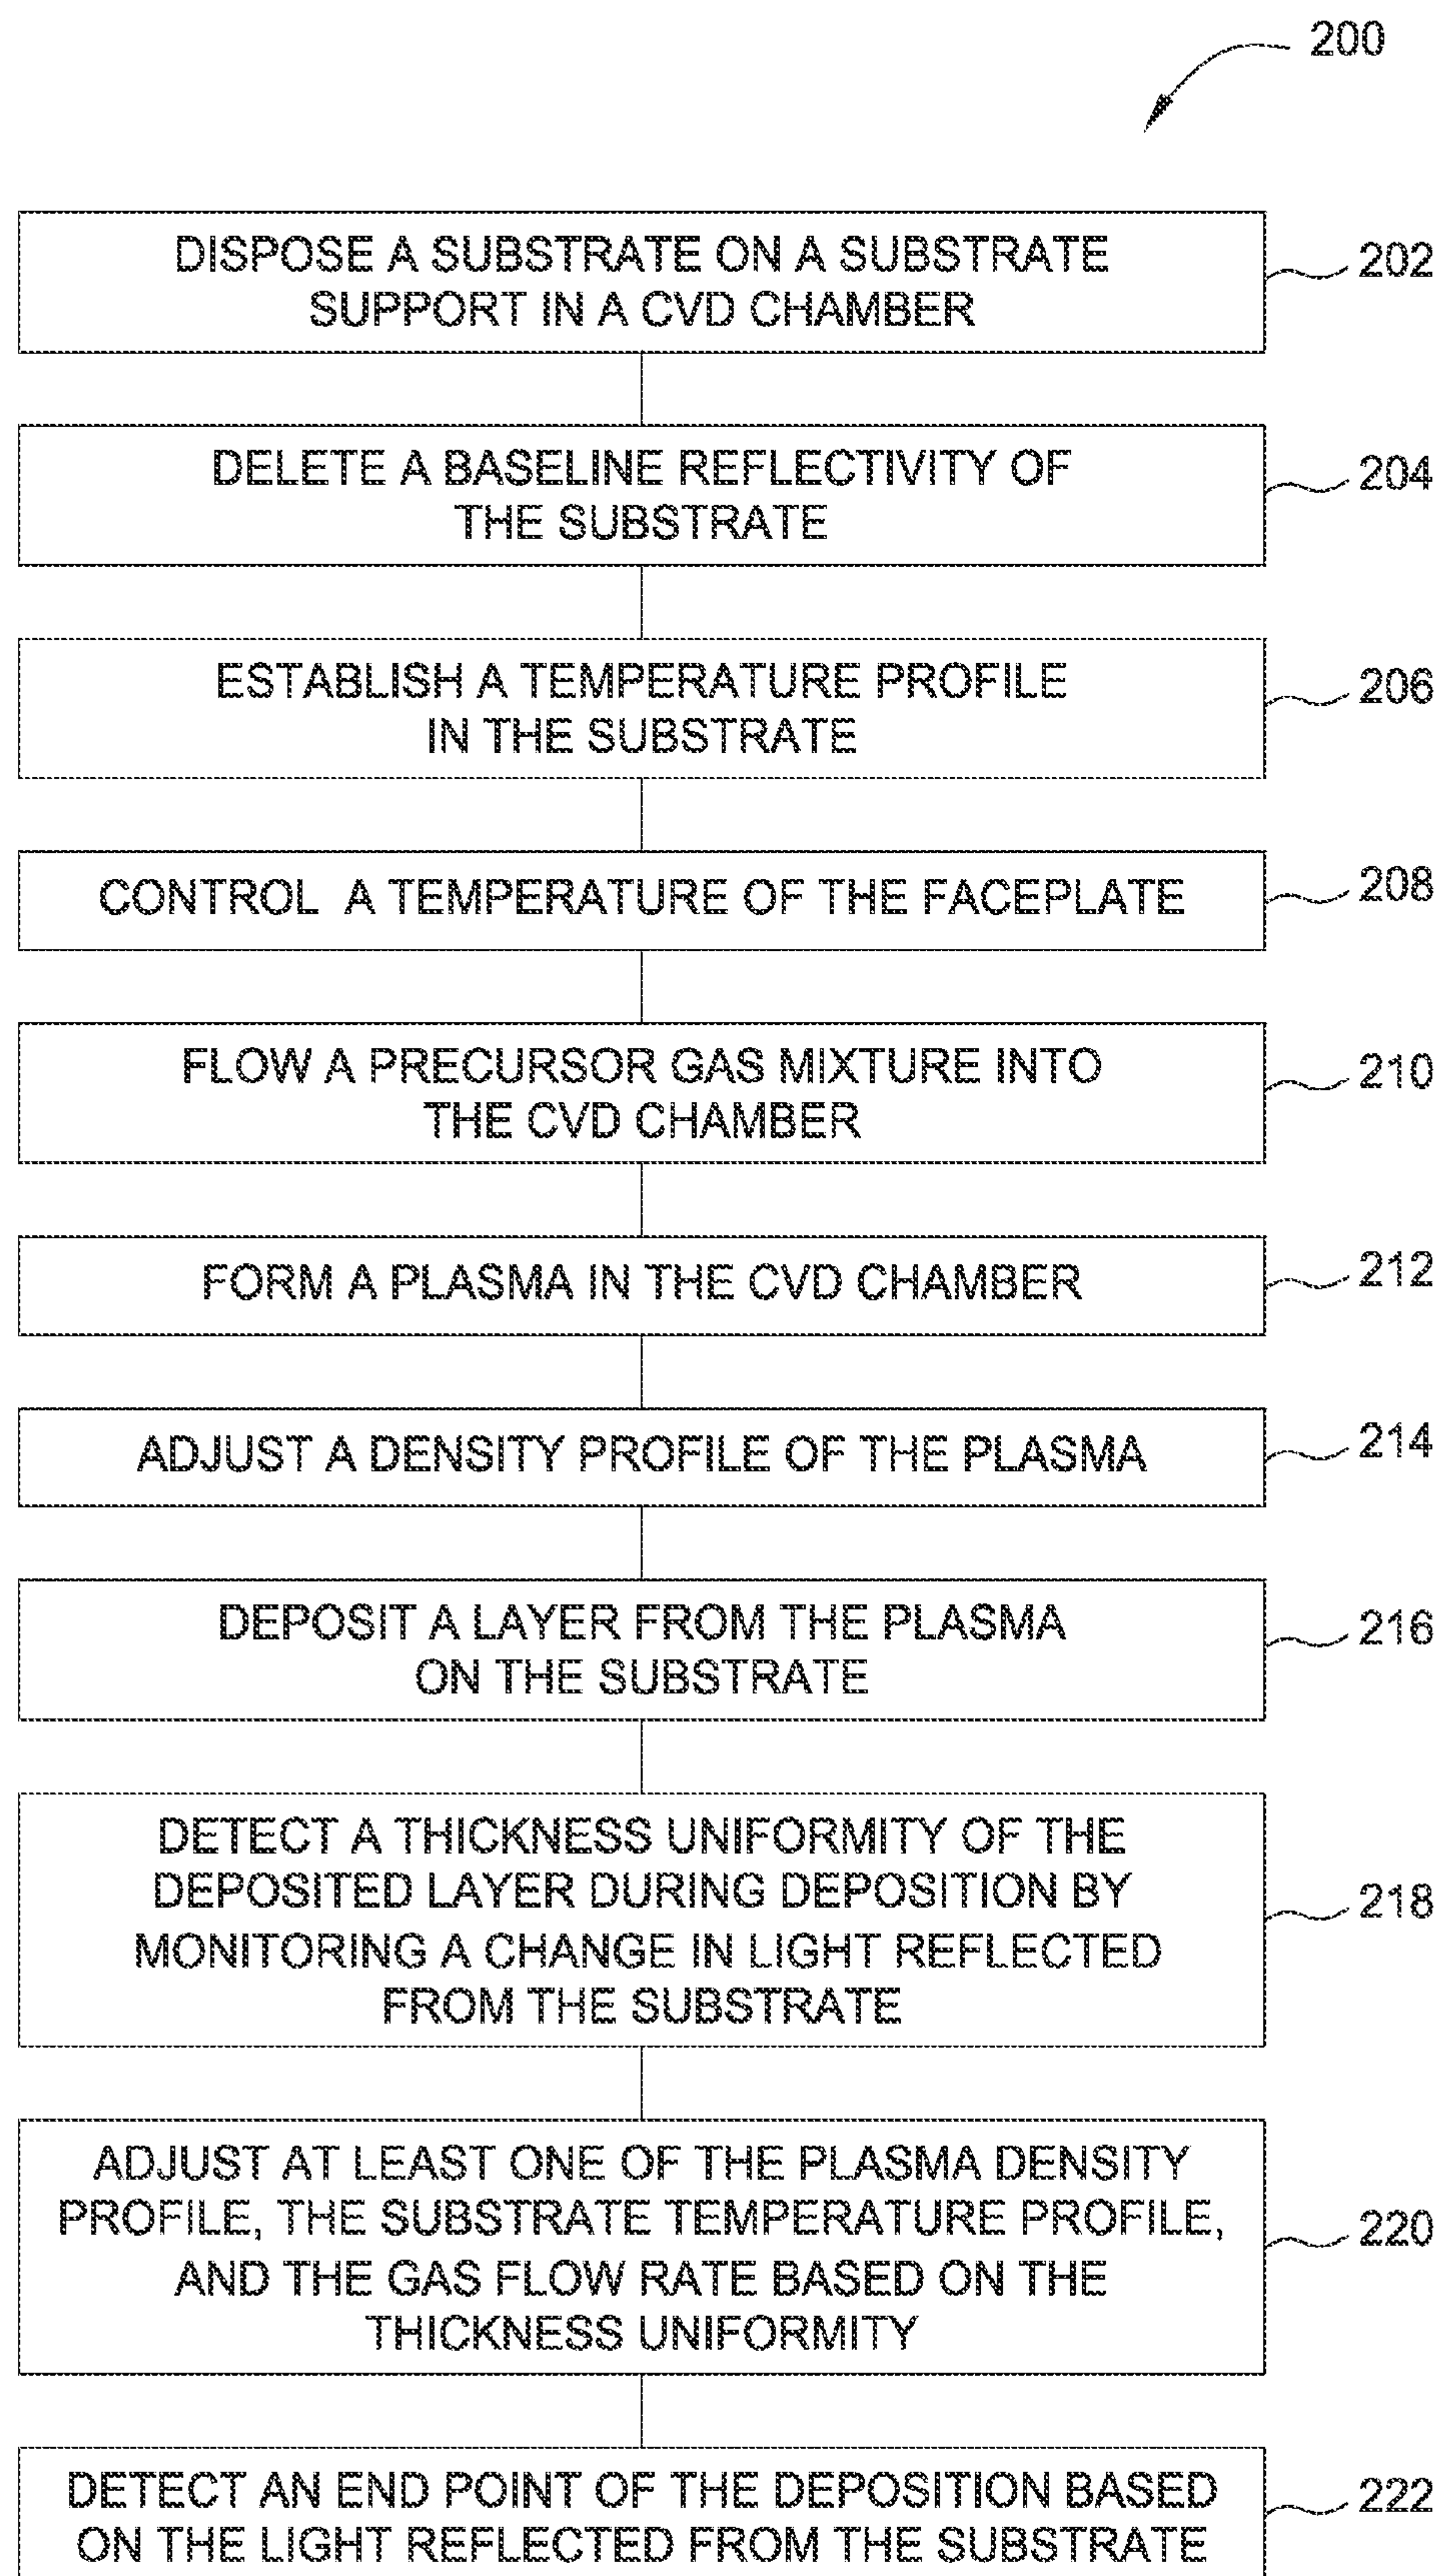 200
DISPOSE A SUBSTRATE ON A SUBSTRATE
SUPPORT IN A CVD CHAMBER
202
DELETE A BASELINE REFLECTIVITY OF
THE SUBSTRATE
204
ESTABLISH A TEMPERATURE PROFILE
IN THE SUBSTRATE
206
CONTROL A TEMPERATURE OF THE FACEPLATE
208
FLOW A PRECURSOR GAS MIXTURE INTO
THE CVD CHAMBER
210
FORM A PLASMA IN THE CVD CHAMBER
212
ADJUST A DENSITY PROFILE OF THE PLASMA
214
DEPOSIT A LAYER FROM THE PLASMA
ON THE SUBSTRATE
216
DETECT A THICKNESS UNIFORMITY OF THE
DEPOSITED LAYER DURING DEPOSITION BY
MONITORING A CHANGE IN LIGHT REFLECTED
FROM THE SUBSTRATE
218
ADJUST AT LEAST ONE OF THE PLASMA DENSITY
PROFILE, THE SUBSTRATE TEMPERATURE PROFILE,
AND THE GAS FLOW RATE BASED ON THE
THICKNESS UNIFORMITY
220
DETECT AN END POINT OF THE DEPOSITION BASED
ON THE LIGHT REFLECTED FROM THE SUBSTRATE
222